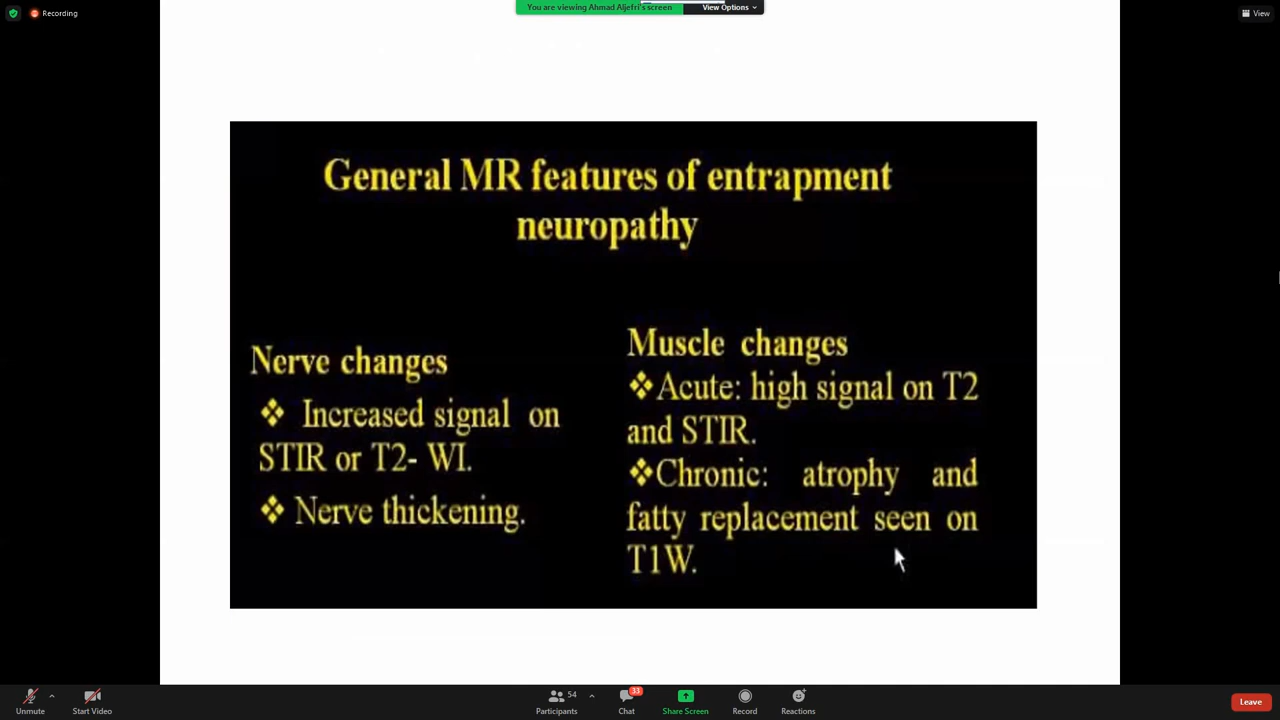 Recording
You are viewing Ahmad Aljefri's screen
View Options
View
General MR features of entrapment
neuropathy
Nerve changes
❖ Increased signal on
STIR or T2- WI.
❖ Nerve thickening.
Muscle changes
❖Acute: high signal on T2
and STIR.
❖Chronic: atrophy and
fatty replacement seen on
T1W.
Unmute
Start Video
54
Participants
33
Chat
Share Screen
Record
Reactions
Leave